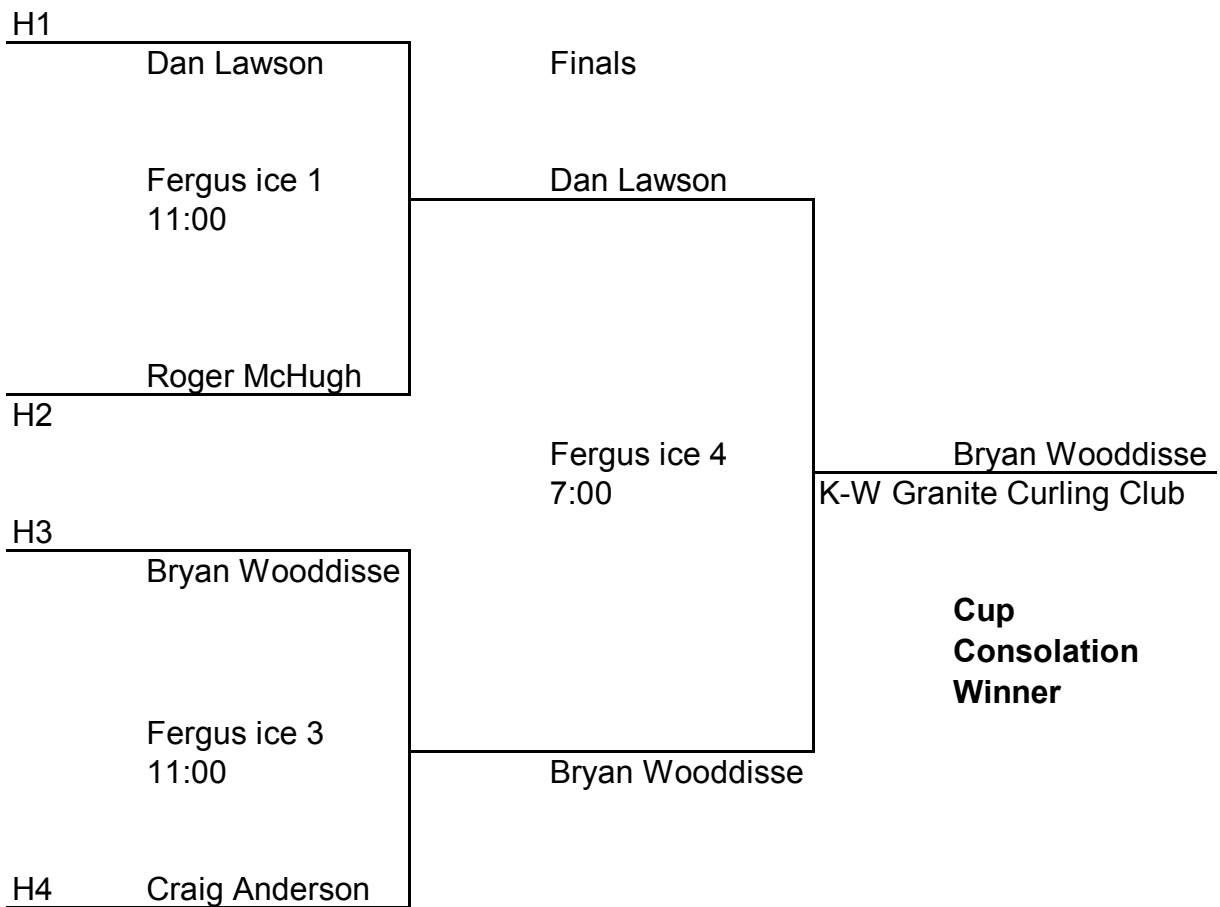 H1
Dan Lawson
Finals
Fergus ice 1
11:00
Dan Lawson
Roger McHugh
H2
Fergus ice 4
7:00
Bryan Wooddisse
K-W Granite Curling Club
H3
Bryan Wooddisse
Cup
Consolation
Winner
Fergus ice 3
11:00
Bryan Wooddisse
H4
Craig Anderson